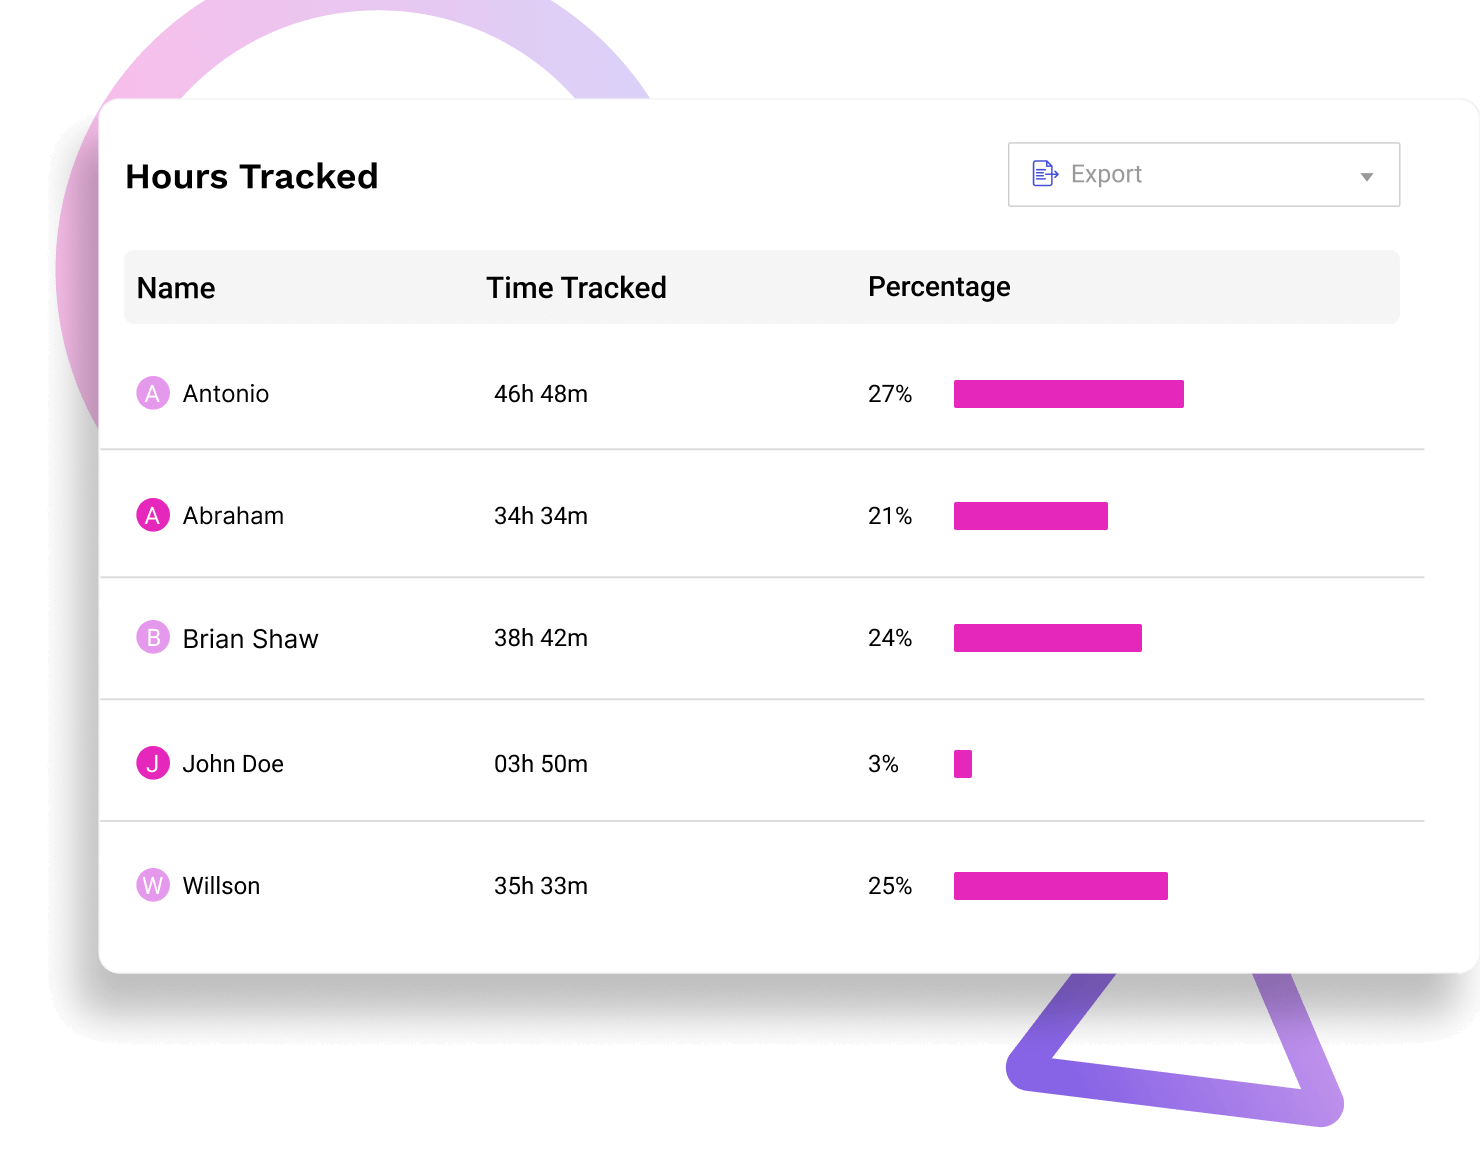 Hours Tracked
Export
Name Time Tracked Percentage
A Antonio 46h 48m 27%
A Abraham 34h 34m 21%
B Brian Shaw 38h 42m 24%
J John Doe 03h 50m 3%
W Willson 35h 33m 25%